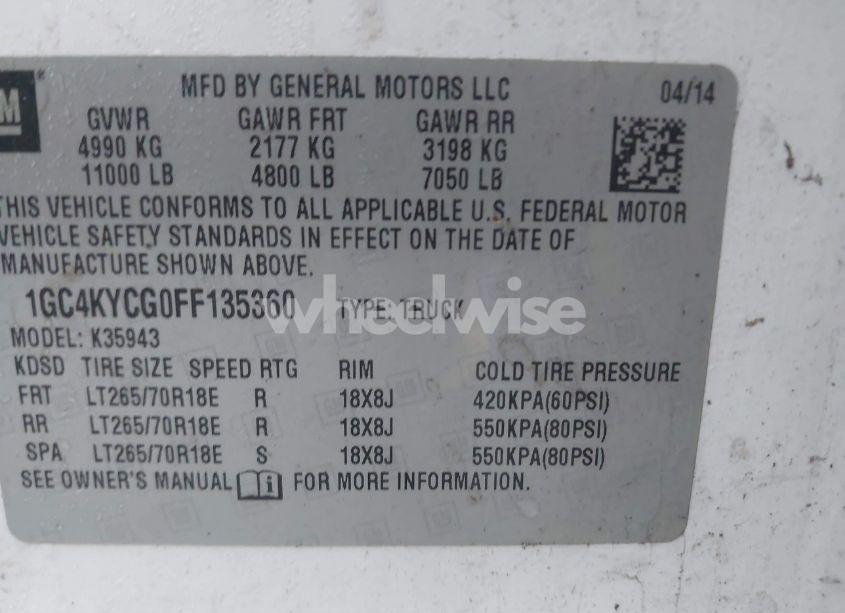 M
MFD BY GENERAL MOTORS LLC 04/14
GVWR GAWR FRT GAWR RR
4990 KG 2177 KG 3198 KG
11000 LB 4800 LB 7050 LB
THIS VEHICLE CONFORMS TO ALL APPLICABLE U.S. FEDERAL MOTOR
VEHICLE SAFETY STANDARDS IN EFFECT ON THE DATE OF
MANUFACTURE SHOWN ABOVE.
1GC4KYCG0FF135360 TYPE: TRUCK
wheelwise
MODEL: K35943
KDSD TIRE SIZE SPEED RTG RIM COLD TIRE PRESSURE
FRT LT265/70R18E R 18X8J 420KPA(60PSI)
RR LT265/70R18E R 18X8J 550KPA(80PSI)
SPA LT265/70R18E S 18X8J 550KPA(80PSI)
SEE OWNER'S MANUAL i FOR MORE INFORMATION.